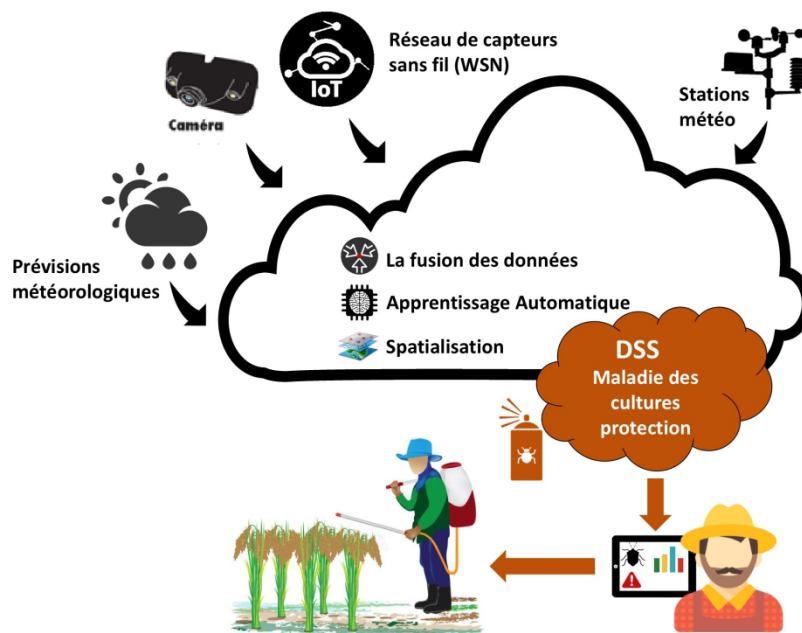 Réseau de capteurs
sans fil (WSN)
IoT
Caméra
Stations
météo
Prévisions
météorologiques
La fusion des données
Apprentissage Automatique
Spatialisation
DSS
Maladie des
cultures
protection